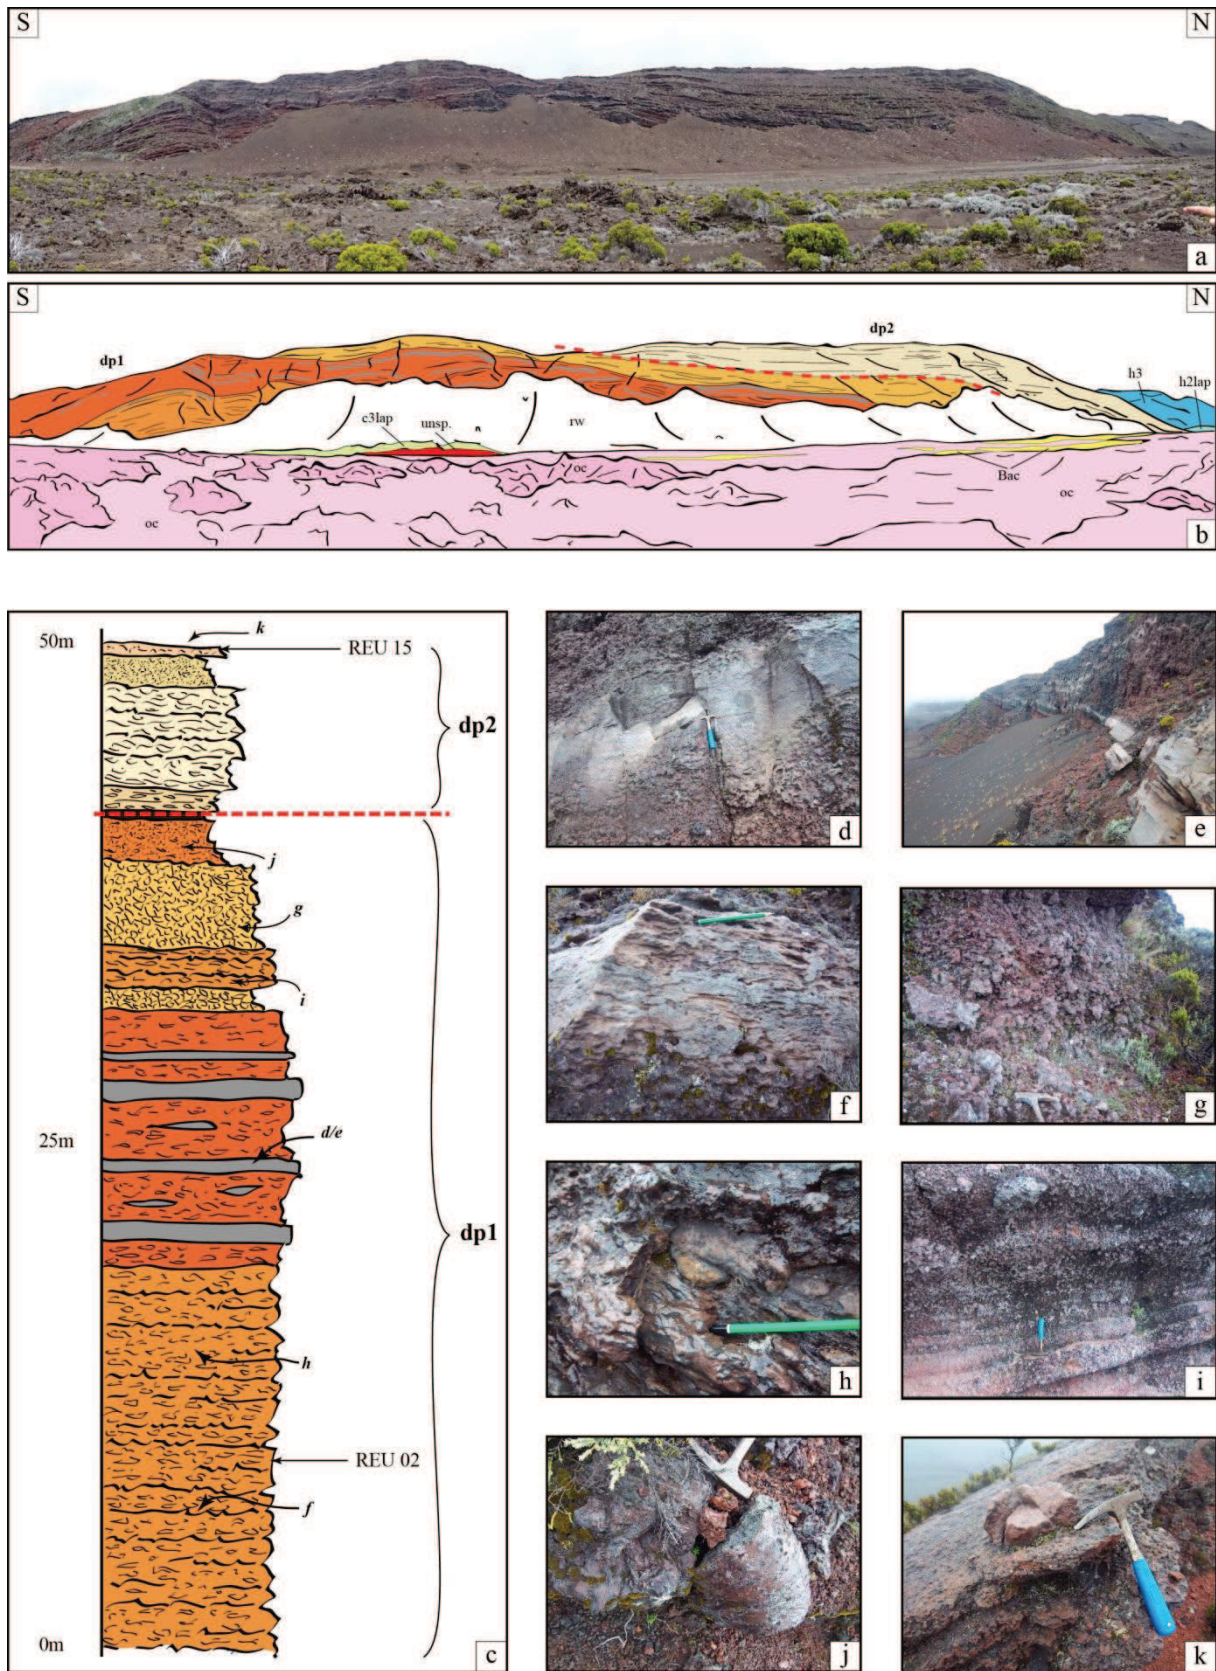 S
N
a
S
N
dp1
dp2
h3
h2lap
c3lap
unsp.
rw
oc
Bac
oc
oc
b
50m
k
REU 15
dp2
j
g
i
25m
d/e
dp1
h
REU 02
f
0m
c
d
e
f
g
h
i
j
k